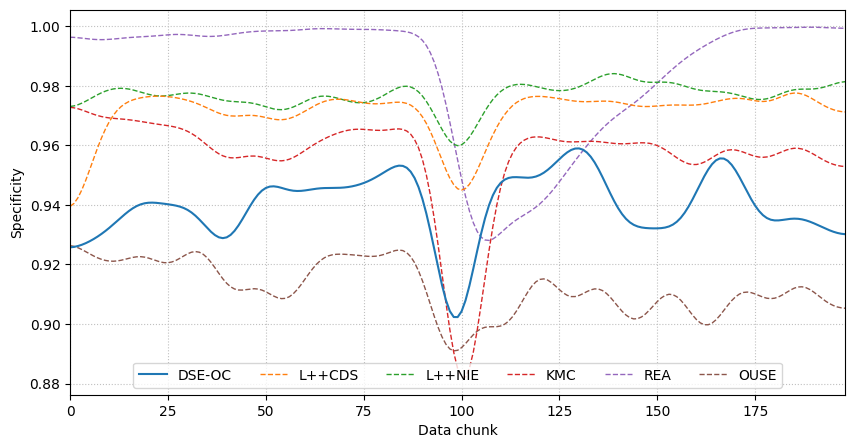 1.00
0.98
0.96
0.94
0.92
0.90
0.88
Specificity
DSE-OC L++CDS L++NIE KMC REA OUSE
0 25 50 75 100 125 150 175
Data chunk